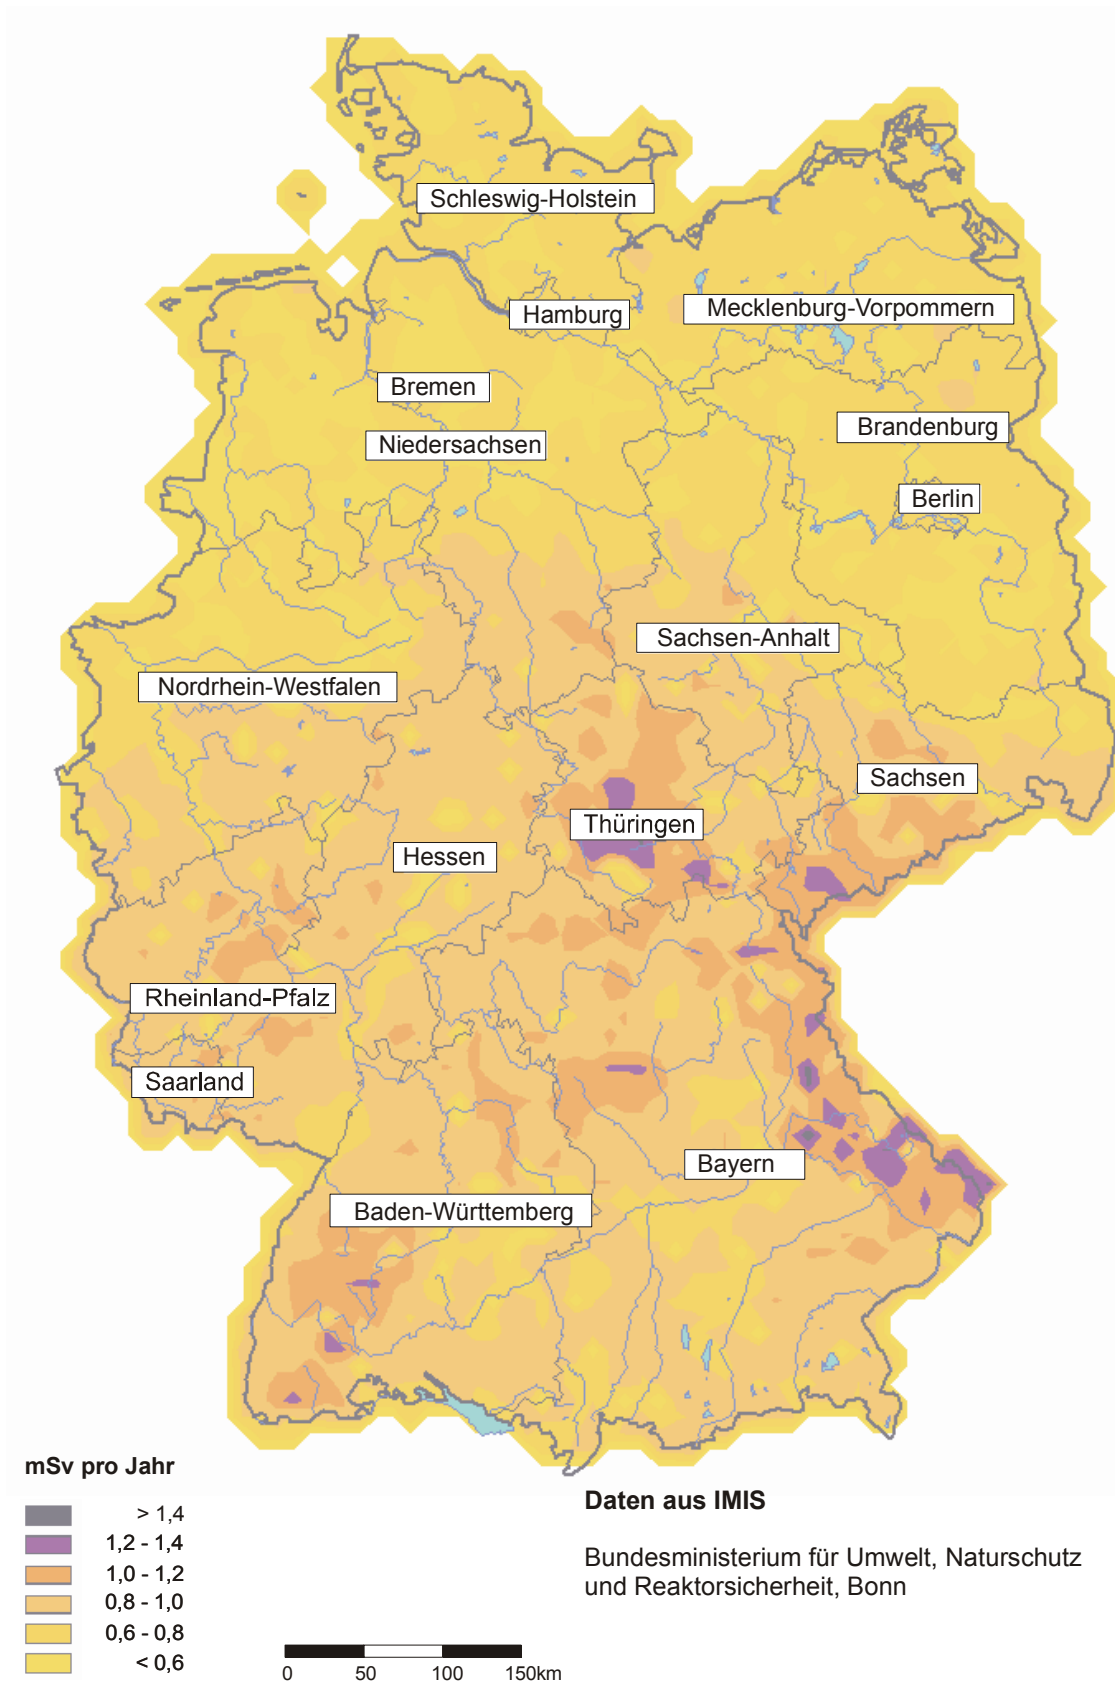 Schleswig-Holstein
Mecklenburg-Vorpommern
Hamburg
Bremen
Brandenburg
Niedersachsen
Berlin
Sachsen-Anhalt
Nordrhein-Westfalen
Sachsen
Thüringen
Hessen
Rheinland-Pfalz
Saarland
Bayern
Baden-Württemberg
mSv pro Jahr
> 1,4
1,2 - 1,4
1,0 - 1,2
0,8 - 1,0
0,6 - 0,8
< 0,6
0 50 100 150km
Daten aus IMIS
Bundesministerium für Umwelt, Naturschutz
und Reaktorsicherheit, Bonn